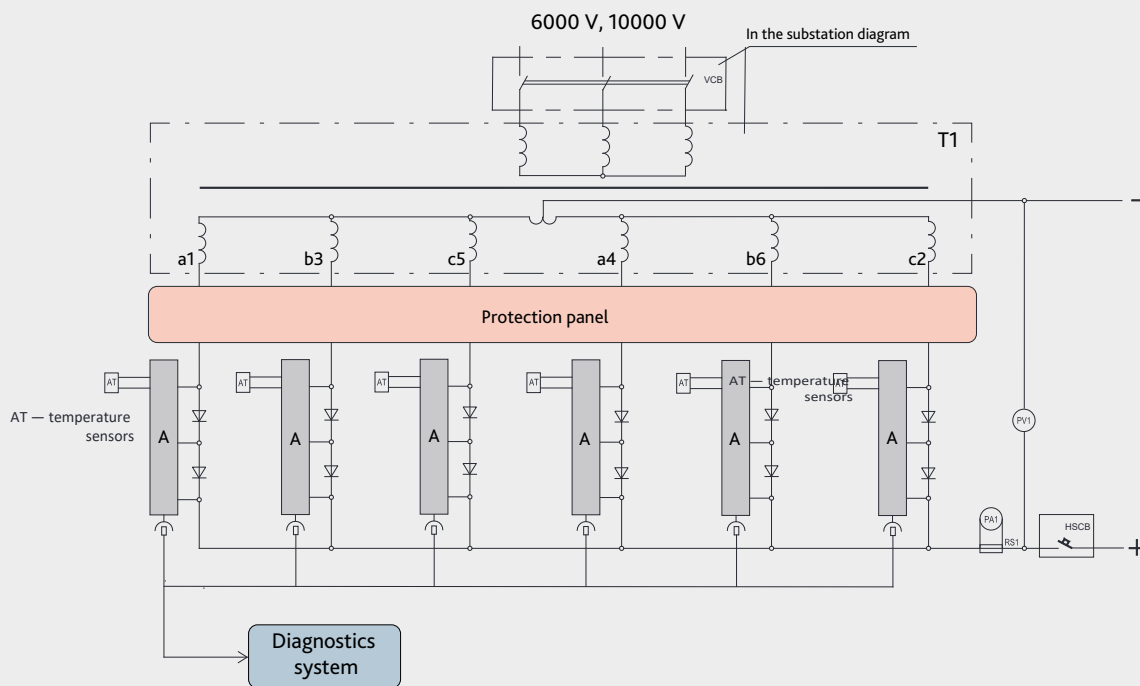 6000 V, 10000 V
In the substation diagram
VCB
T1
a1
b3
c5
a4
b6
c2
−
Protection panel
AT
AT
AT
AT
AT
AT
AT — temperature
sensors
AT — temperature
sensors
A
A
A
A
A
A
PV1
PA1
RS1
HSCB
+
Diagnostics
system